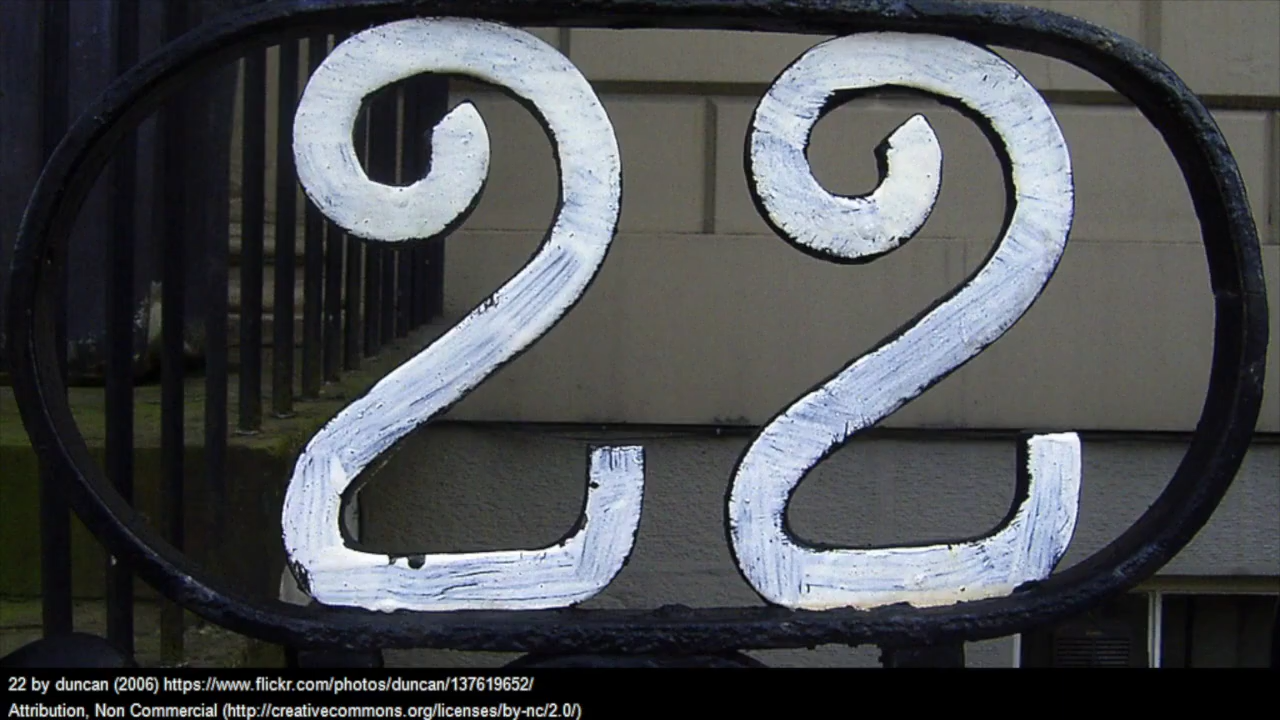 22
22 by duncan (2006) https://www.flickr.com/photos/duncan/137619652/
Attribution, Non Commercial (http://creativecommons.org/licenses/by-nc/2.0/)